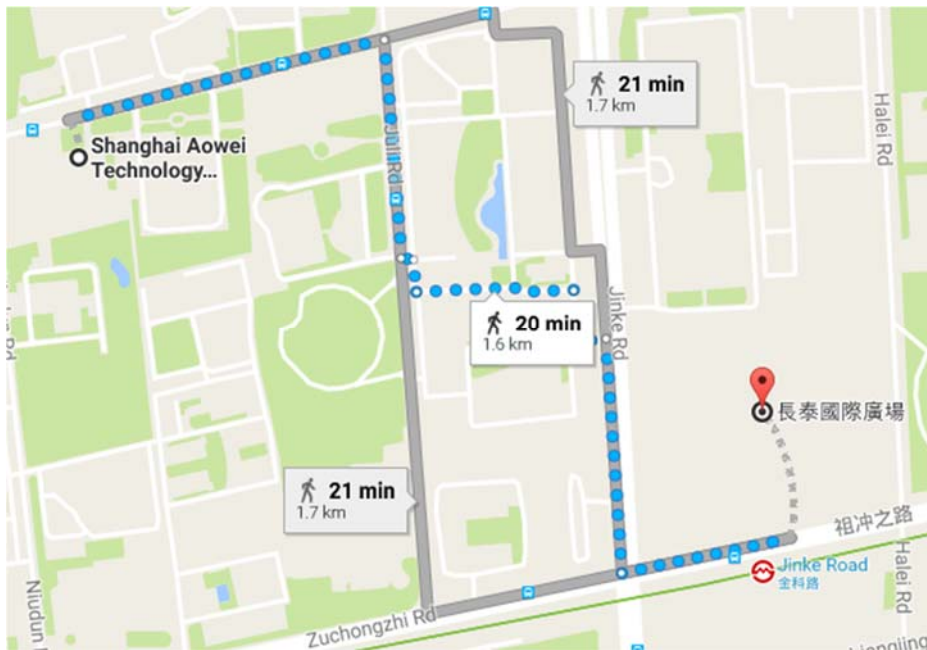 21 min
1.7 km
Halei Rd
Shanghai Aowei
Technology...
Juli Rd
Jinke Rd
20 min
1.6 km
Rd
長泰國際廣場
21 min
1.7 km
祖冲之路
Jinke Road
金科路
Halei Rd
Niudun
Zuchongzhi Rd